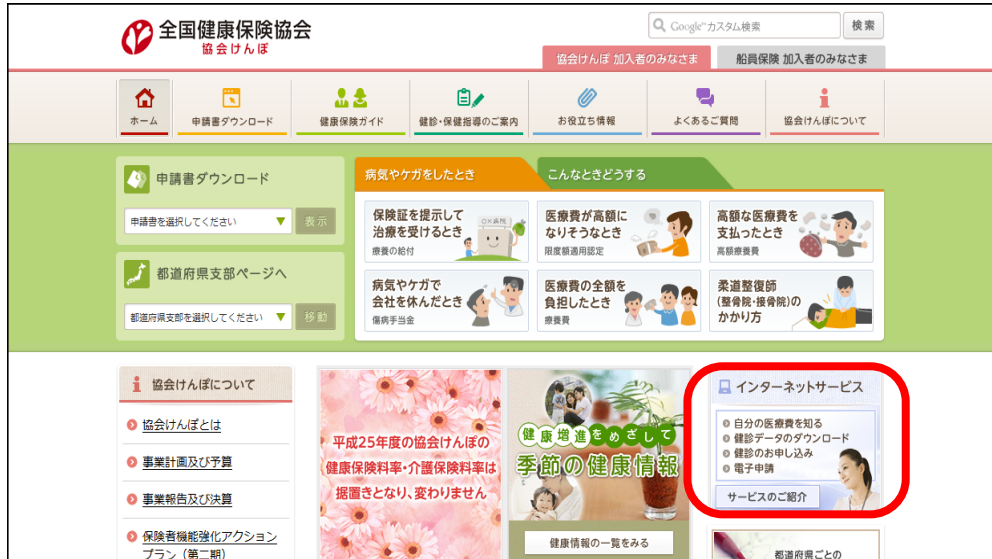 全国健康保険協会
協会けんぽ
Google™カスタム検索
検索
協会けんぽ 加入者のみなさま
船員保険 加入者のみなさま
ホーム
申請書ダウンロード
健康保険ガイド
健診・保健指導のご案内
お役立ち情報
よくあるご質問
協会けんぽについて
申請書ダウンロード
申請書を選択してください
表示
都道府県支部ページへ
都道府県支部を選択してください
移動
病気やケガをしたとき
こんなときどうする
保険証を提示して
治療を受けるとき
療養の給付
医療費が高額に
なりそうなとき
限度額適用認定
高額な医療費を
支払ったとき
高額療養費
病気やケガで
会社を休んだとき
傷病手当金
医療費の全額を
負担したとき
療養費
柔道整復師
(整骨院・接骨院)の
かかり方
協会けんぽについて
協会けんぽとは
事業計画及び予算
事業報告及び決算
保険者機能強化アクション
プラン（第二期）
平成25年度の協会けんぽの
健康保険料率・介護保険料率は
据置きとなり、変わりません
健康増進をめざして
季節の健康情報
健康情報の一覧をみる
インターネットサービス
自分の医療費を知る
健診データのダウンロード
健診のお申し込み
電子申請
サービスのご紹介
都道府県ごとの